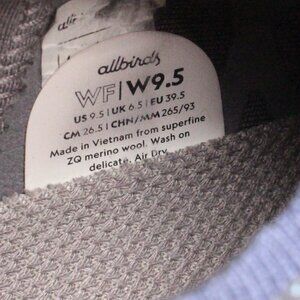 allbirds
WF | W9.5
US 9.5 | UK 6.5 | EU 39.5
CM 26.5 | CHN/MM 265/93
Made in Vietnam from superfine
ZQ merino wool. Wash on
delicate. Air Dry